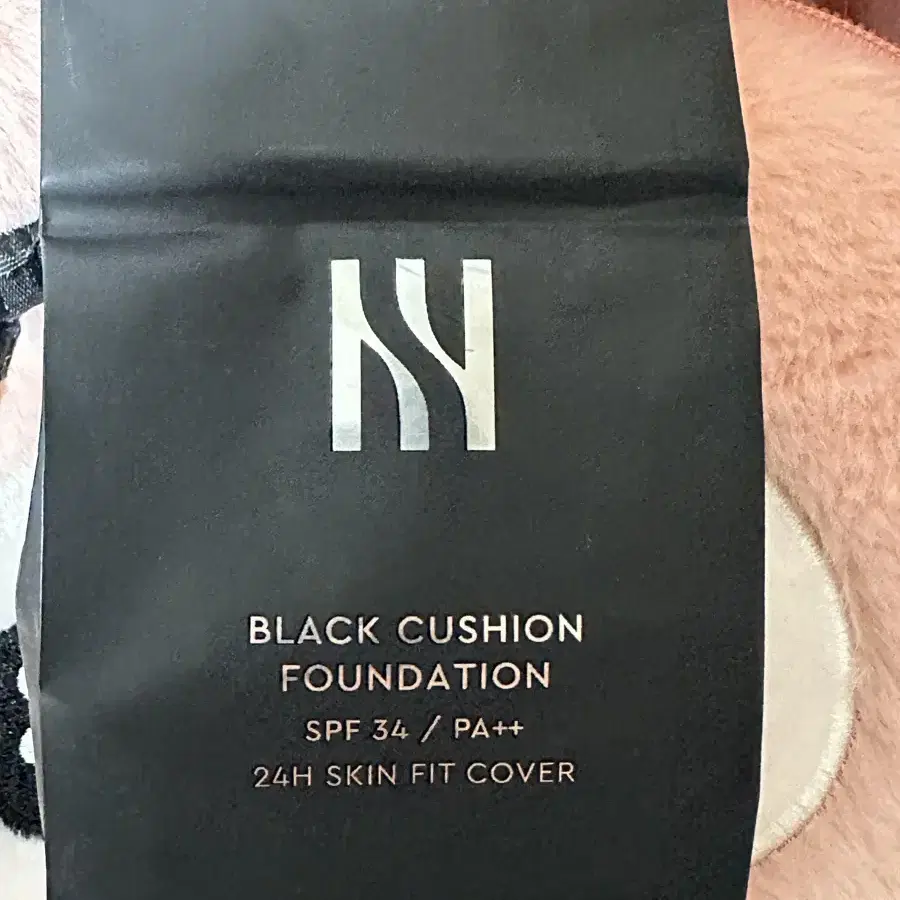 BLACK CUSHION
FOUNDATION
SPF 34 / PA++
24H SKIN FIT COVER